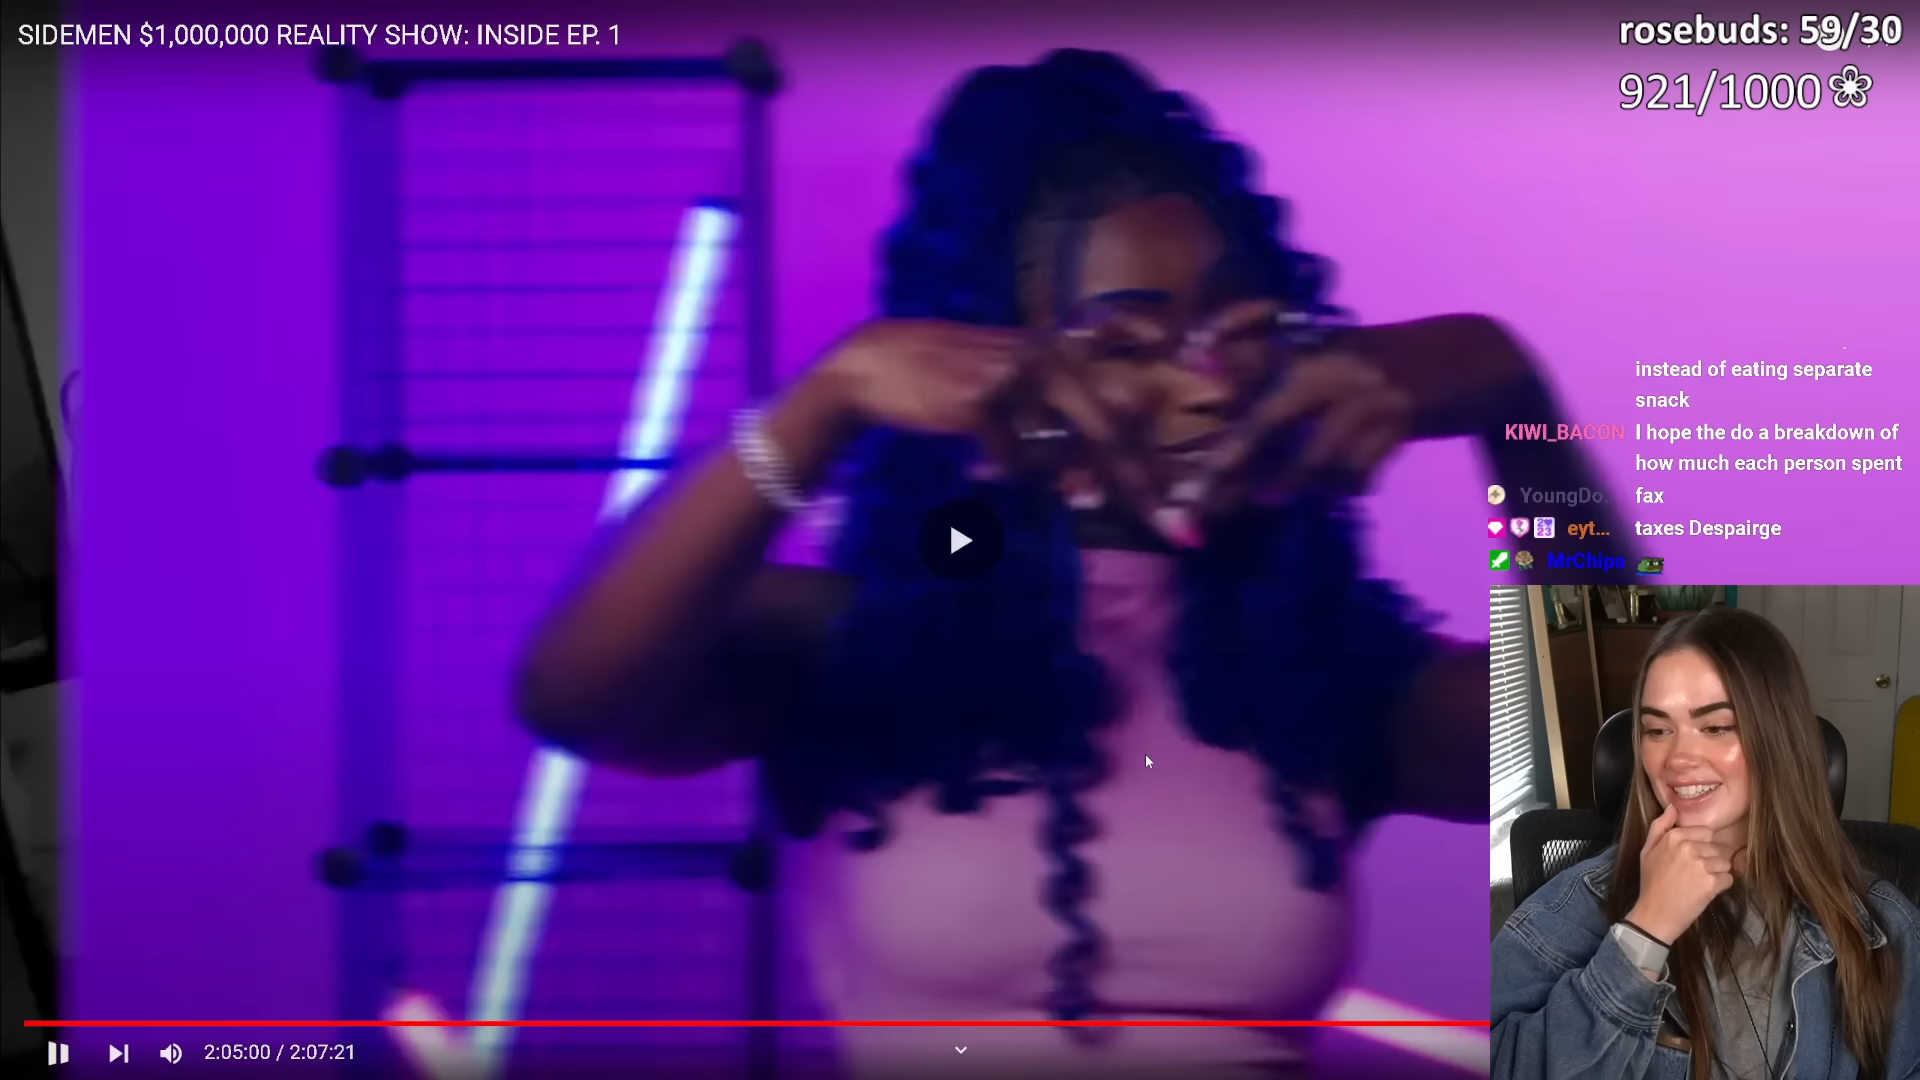 SIDEMEN $1,000,000 REALITY SHOW: INSIDE EP. 1
rosebuds: 59/30
921/1000
instead of eating separate
snack
KIWI_BACON I hope the do a breakdown of
how much each person spent
YoungDo... fax
eyt... taxes Despairge
MrChipa
2:05:00 / 2:07:21